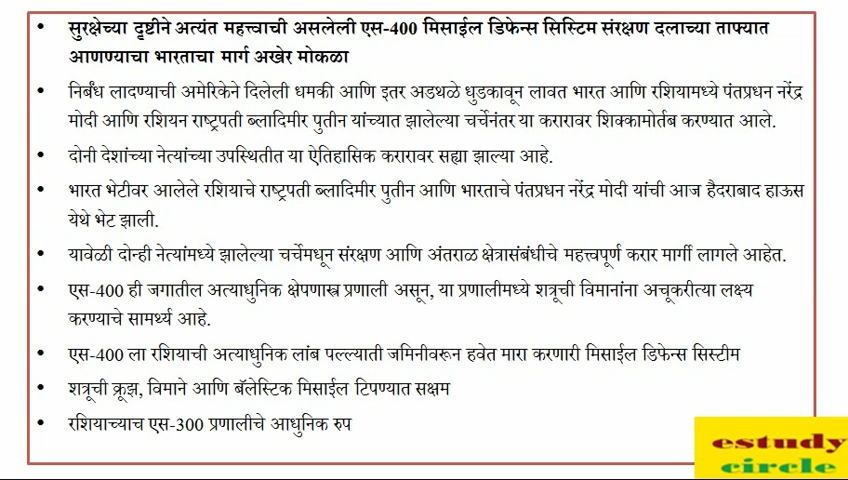 • सुरक्षेच्या दृष्टीने अत्यंत महत्त्वाची असलेली एस-400 मिसाईल डिफेन्स सिस्टिम संरक्षण दलाच्या ताफ्यात
आणण्याचा भारताचा मार्ग अखेर मोकळा
• निर्बंध लादण्याची अमेरिकेने दिलेली धमकी आणि इतर अडथळे धुडकावून लावत भारत आणि रशियामध्ये पंतप्रधन नरेंद्र
मोदी आणि रशियन राष्ट्रपती ब्लादिमीर पुतीन यांच्यात झालेल्या चर्चेनंतर या करारावर शिक्कामोर्तब करण्यात आले.
• दोनी देशांच्या नेत्यांच्या उपस्थितीत या ऐतिहासिक करारावर सह्या झाल्या आहे.
• भारत भेटीवर आलेले रशियाचे राष्ट्रपती ब्लादिमीर पुतीन आणि भारताचे पंतप्रधन नरेंद्र मोदी यांची आज हैदराबाद हाऊस
येथे भेट झाली.
• यावेळी दोन्ही नेत्यांमध्ये झालेल्या चर्चेमधून संरक्षण आणि अंतराळ क्षेत्रासंबंधीचे महत्त्वपूर्ण करार मार्गी लागले आहेत.
• एस-400 ही जगातील अत्याधुनिक क्षेपणास्त्र प्रणाली असून, या प्रणालीमध्ये शत्रूची विमानांना अचूकरीत्या लक्ष्य
करण्याचे सामर्थ्य आहे.
• एस-400 ला रशियाची अत्याधुनिक लांब पल्ल्याती जमिनीवरून हवेत मारा करणारी मिसाईल डिफेन्स सिस्टीम
• शत्रूची क्रूझ, विमाने आणि बॅलेस्टिक मिसाईल टिपण्यात सक्षम
• रशियाच्याच एस-300 प्रणालीचे आधुनिक रुप
estudy
circle